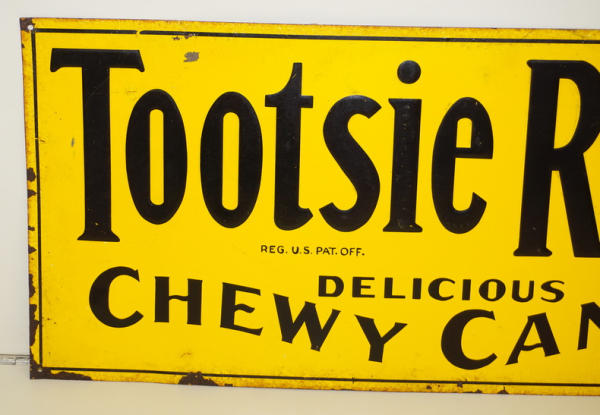 Tootsie R
REG. U.S. PAT. OFF.
DELICIOUS
CHEWY CAN